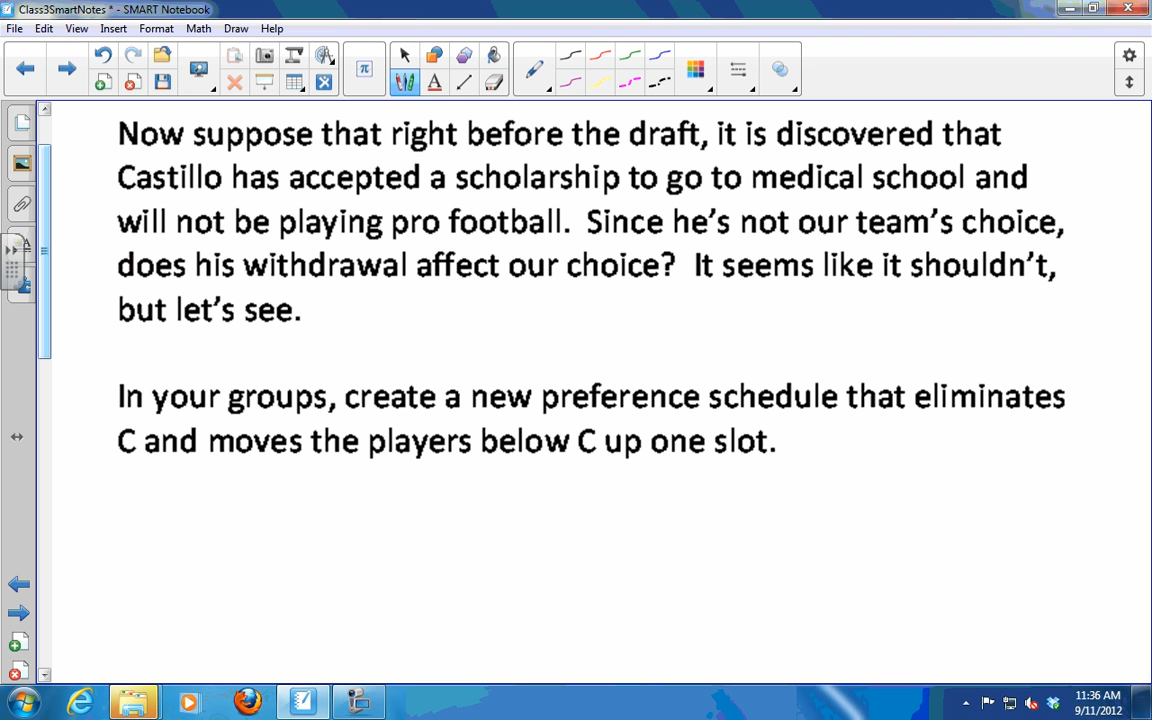 Class3SmartNotes * - SMART Notebook
File Edit View Insert Format Math Draw Help
π
A
Now suppose that right before the draft, it is discovered that
Castillo has accepted a scholarship to go to medical school and
will not be playing pro football.  Since he’s not our team’s choice,
does his withdrawal affect our choice?  It seems like it shouldn’t,
but let’s see.
In your groups, create a new preference schedule that eliminates
C and moves the players below C up one slot.
11:36 AM
9/11/2012